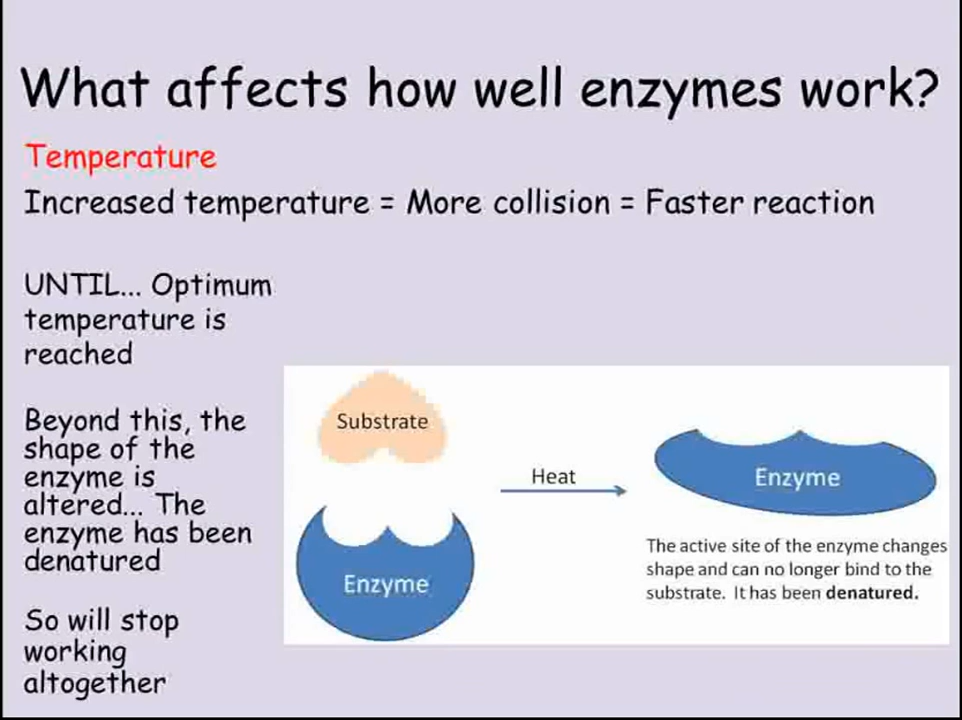 What affects how well enzymes work?
Temperature
Increased temperature = More collision = Faster reaction
UNTIL... Optimum
temperature is
reached
Beyond this, the
shape of the
enzyme is
altered... The
enzyme has been
denatured
So will stop
working
altogether
Substrate
Enzyme
Heat
Enzyme
The active site of the enzyme changes
shape and can no longer bind to the
substrate. It has been denatured.